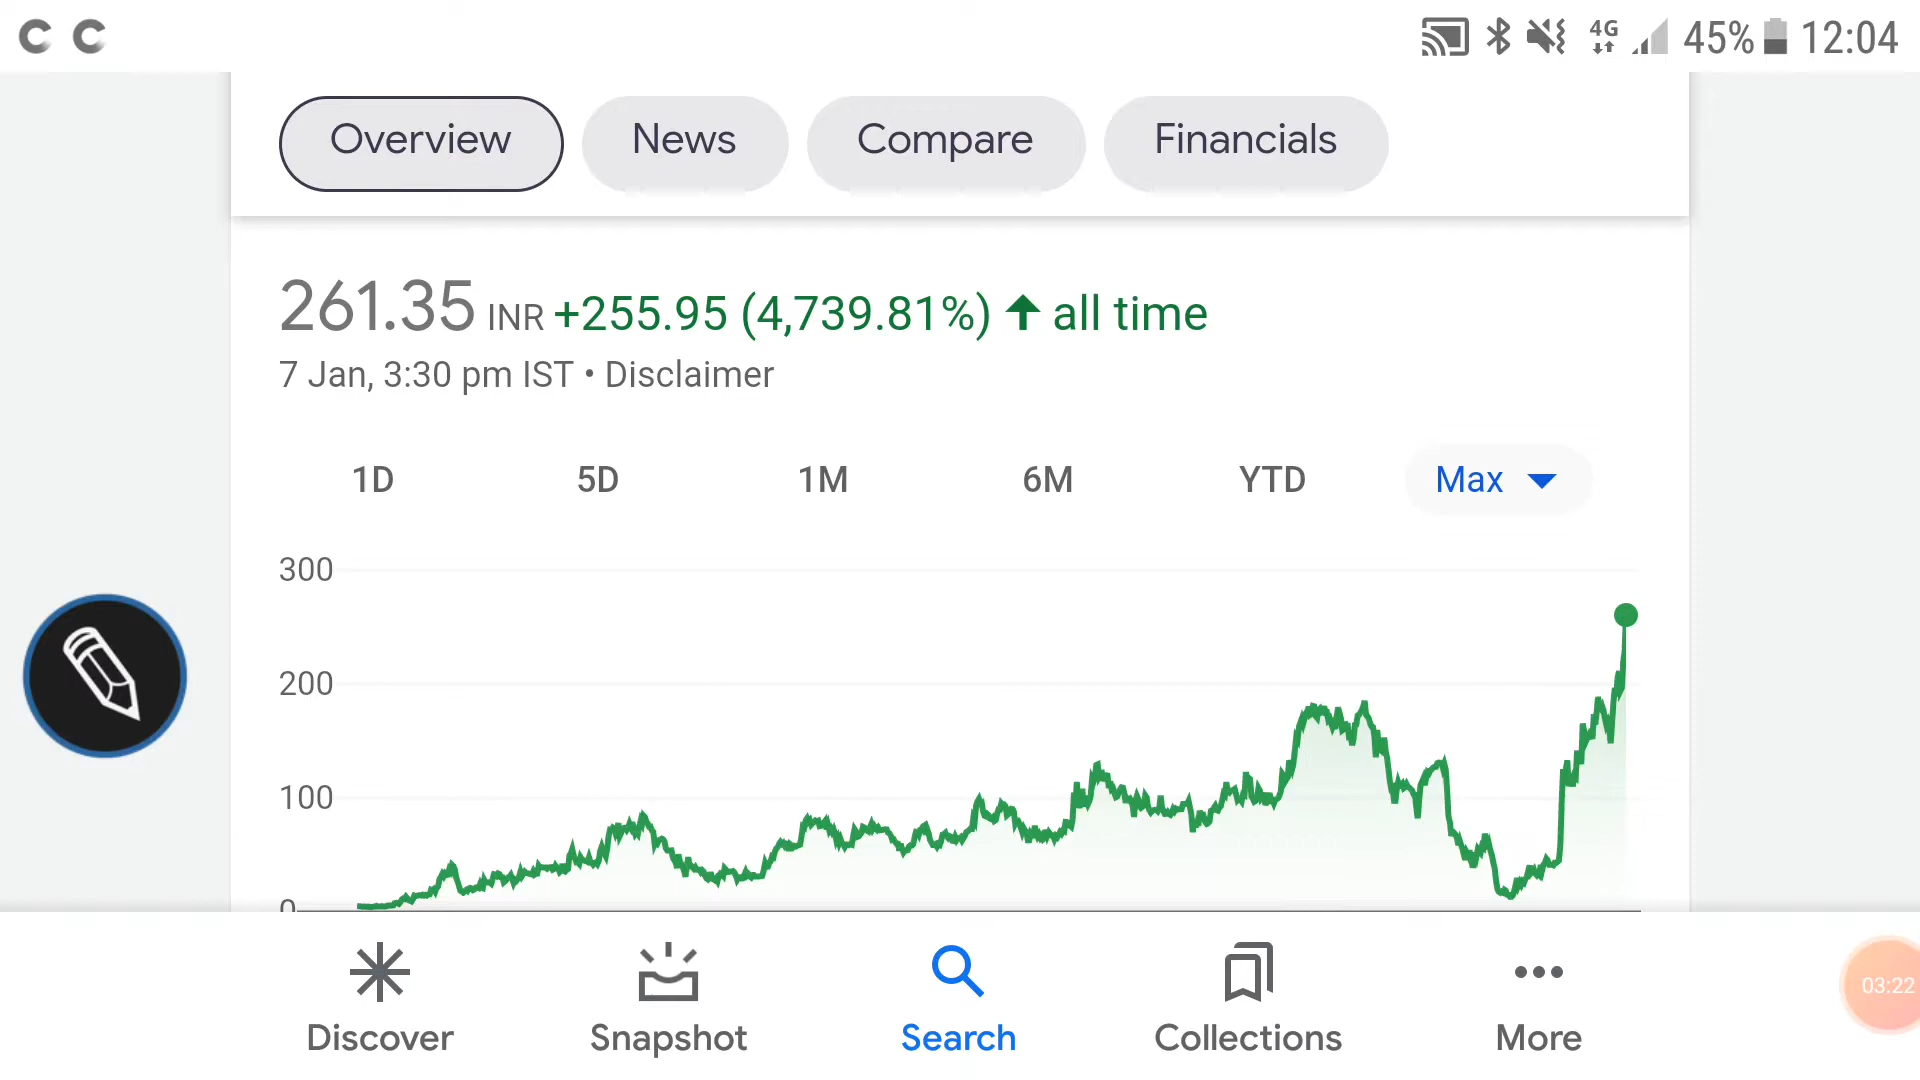 4G 45% 12:04
Overview News Compare Financials
261.35 INR +255.95 (4,739.81%) ↑ all time
7 Jan, 3:30 pm IST • Disclaimer
1D 5D 1M 6M YTD Max
300
200
100
0
03:22
Discover Snapshot Search Collections More